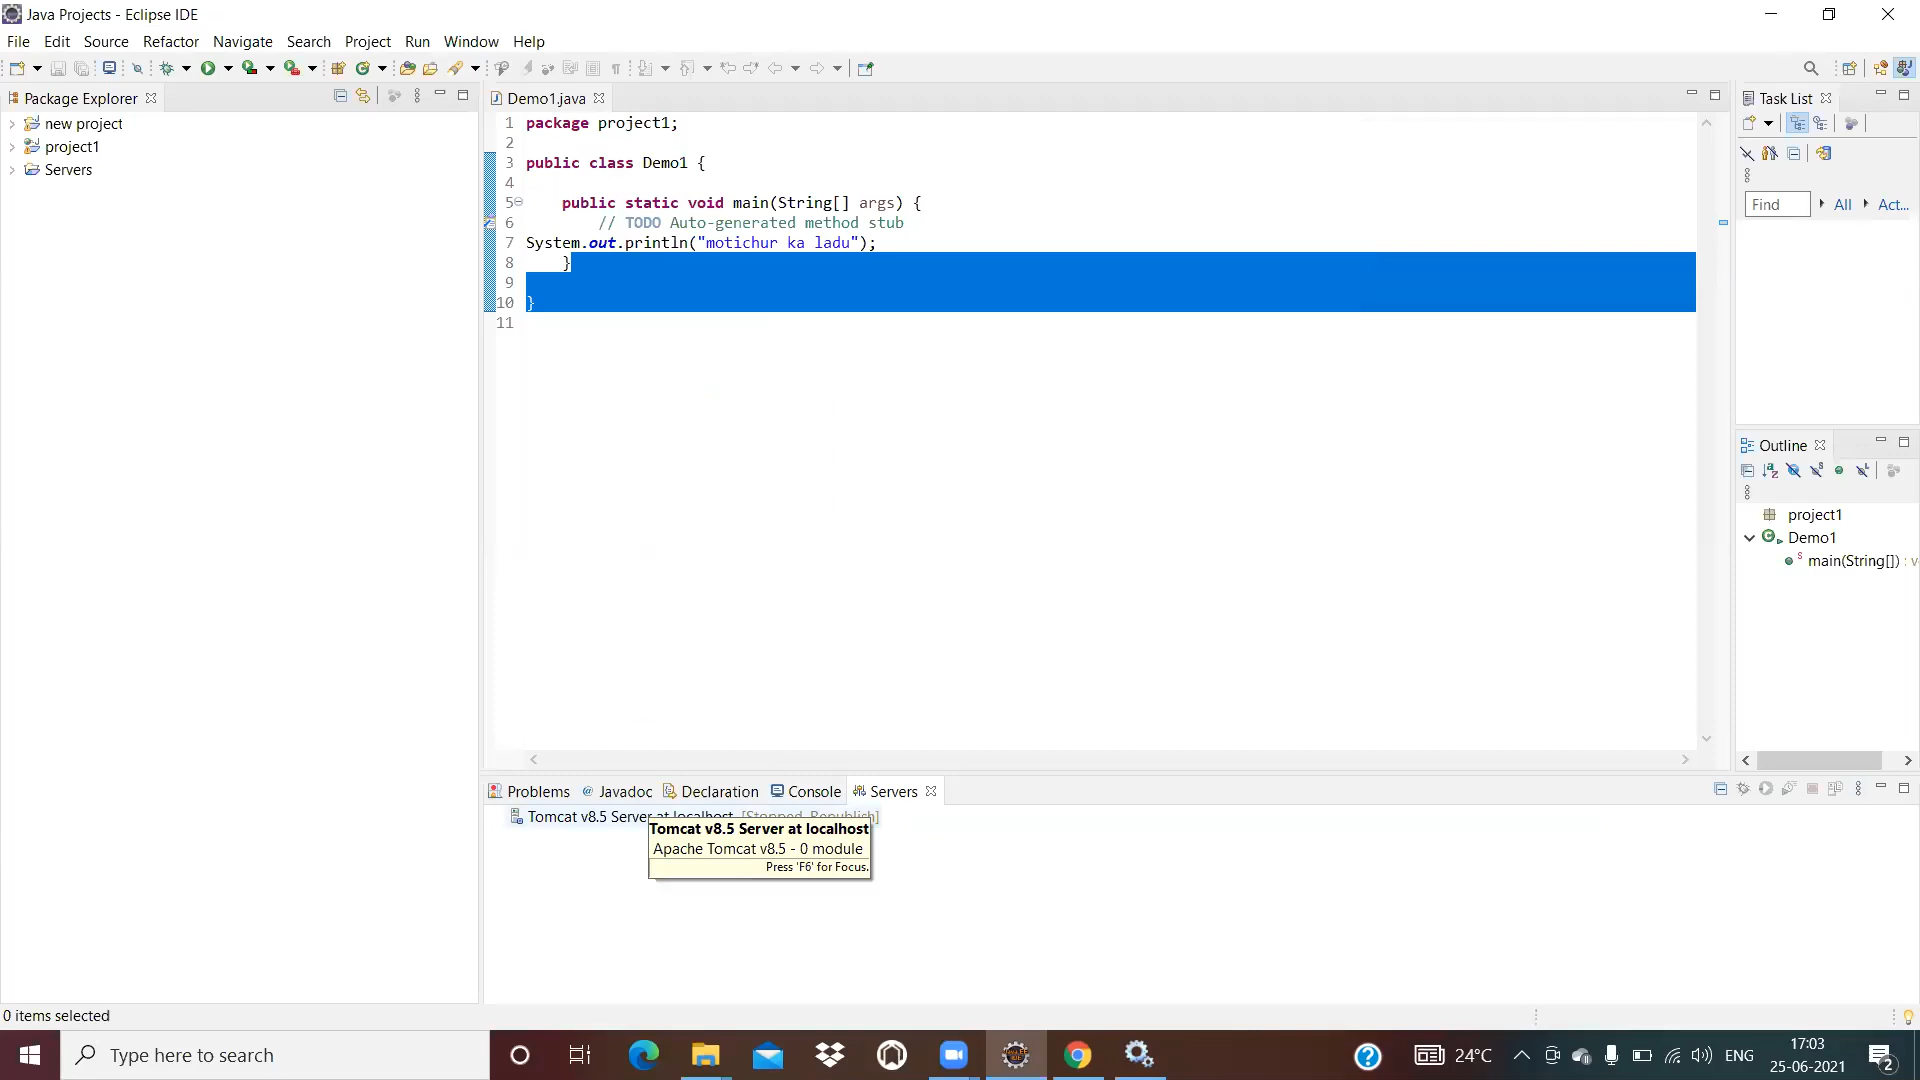 Java Projects - Eclipse IDE
File Edit Source Refactor Navigate Search Project Run Window Help
Package Explorer
new project
project1
Servers
Demo1.java
1 package project1;
2
3 public class Demo1 {
4
5 public static void main(String[] args) {
6 // TODO Auto-generated method stub
7 System.out.println("motichur ka ladu");
8 }
9
10 }
11
Task List
Find All Act...
Outline
project1
Demo1
main(String[]) : v
Problems Javadoc Declaration Console Servers
Tomcat v8.5 Server at localhost [Stopped, Republish]
Tomcat v8.5 Server at localhost
Apache Tomcat v8.5 - 0 module
Press 'F6' for Focus.
0 items selected
Type here to search
24°C
ENG
17:03
25-06-2021
2